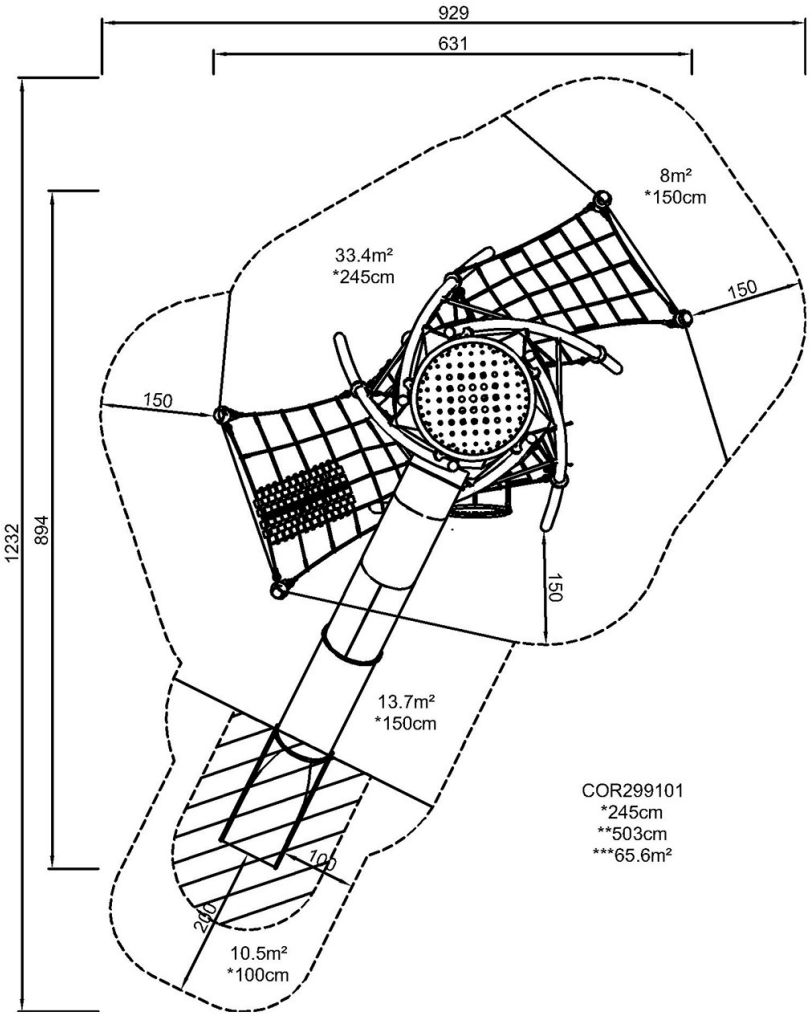 929
631
8m²
*150cm
33.4m²
*245cm
150
150
1232
894
150
13.7m²
*150cm
COR299101
*245cm
**503cm
***65.6m²
100
200
10.5m²
*100cm